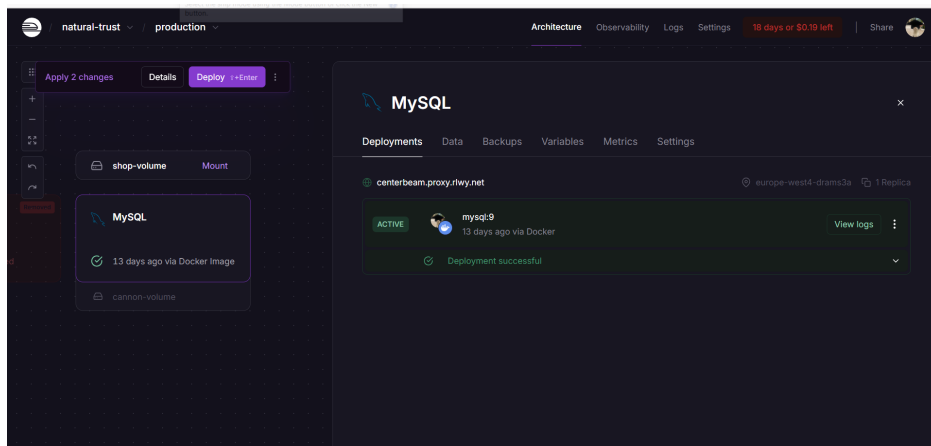 natural-trust / production
Architecture Observability Logs Settings 18 days or $0.19 left Share
Apply 2 changes Details Deploy ⇧+Enter
MySQL
Deployments Data Backups Variables Metrics Settings
shop-volume Mount
centerbeam.proxy.rlwy.net europe-west4-drams3a 1 Replica
MySQL
ACTIVE mysql:9 View logs
13 days ago via Docker
13 days ago via Docker Image
Deployment successful
cannon-volume